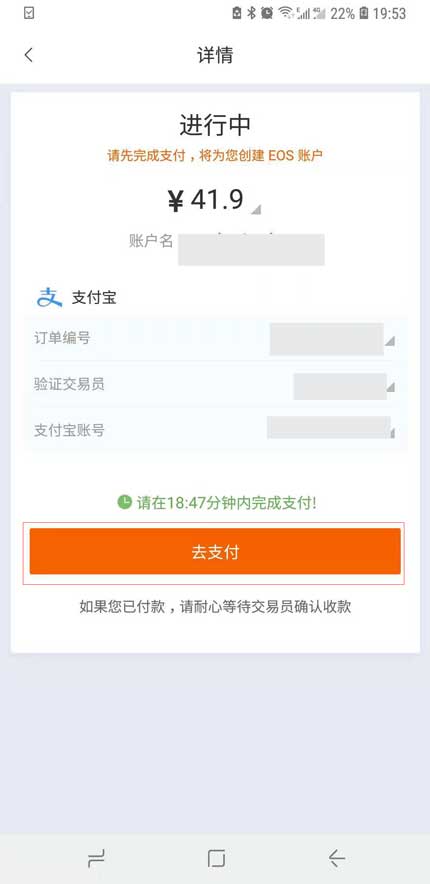 22% 19:53
详情
进行中
请先完成支付，将为您创建 EOS 账户
¥ 41.9
账户名
支 支付宝
订单编号
验证交易员
支付宝账号
请在18:47分钟内完成支付!
去支付
如果您已付款，请耐心等待交易员确认收款